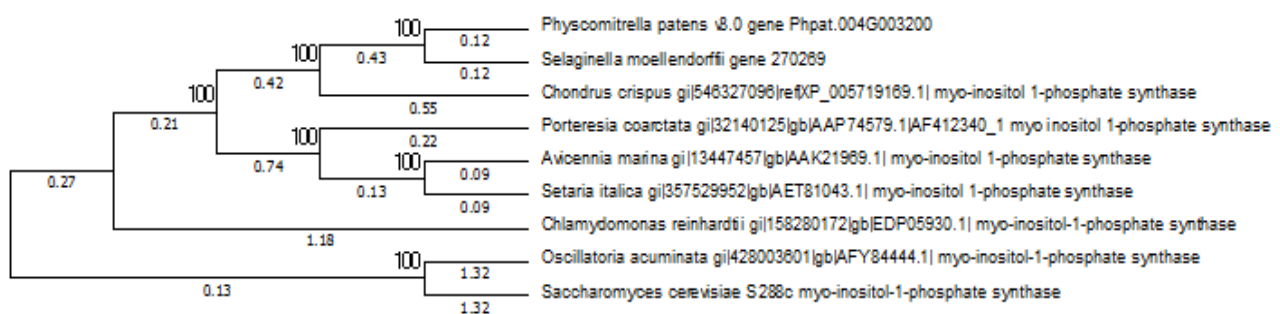 Physcomitrella patens v8.0 gene Phpat.004G003200
100
0.12
Selaginella moellendorffii gene 270269
100
0.43
0.12
Chondrus crispus gi|546327096|ref|XP_005719169.1| myo-inositol 1-phosphate synthase
100
0.42
0.55
Porteresia coarctata gi|32140125|gb|AAP74579.1|AF412340_1 myo inositol 1-phosphate synthase
0.21
100
0.22
Avicennia marina gi|13447457|gb|AAK21969.1| myo-inositol 1-phosphate synthase
0.74
100
0.09
0.27
0.13
Setaria italica gi|357529952|gb|AET81043.1| myo-inositol 1-phosphate synthase
0.09
Chlamydomonas reinhardtii gi|158280172|gb|EDP05930.1| myo-inositol-1-phosphate synthase
1.18
Oscillatoria acuminata gi|428003601|gb|AFY84444.1| myo-inositol-1-phosphate synthase
100
1.32
0.13
Saccharomyces cerevisiae S288c myo-inositol-1-phosphate synthase
1.32